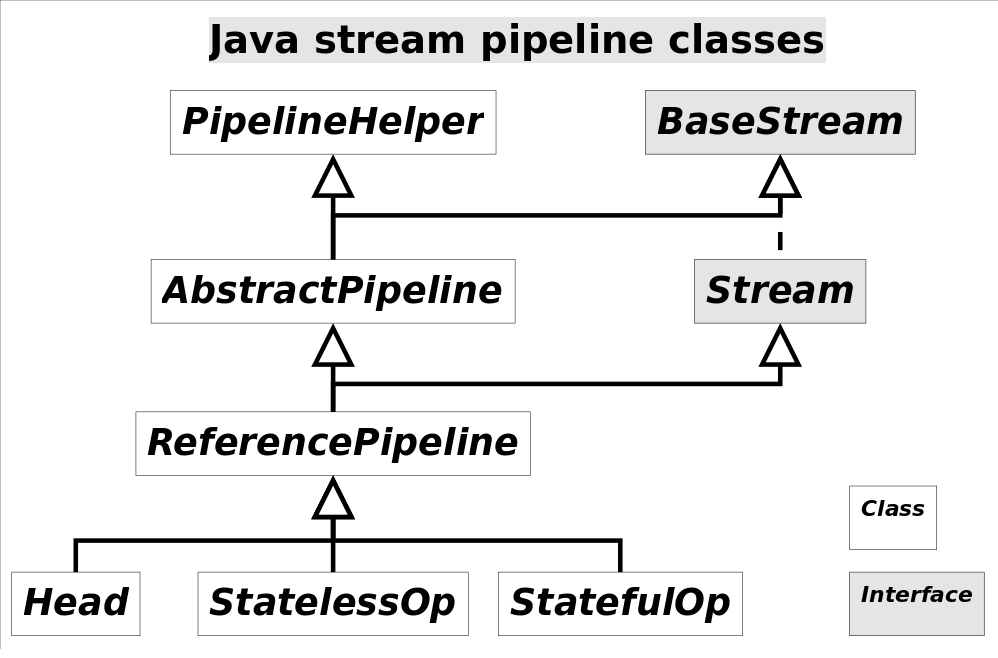 Java stream pipeline classes
PipelineHelper
BaseStream
AbstractPipeline
Stream
ReferencePipeline
Class
Head
StatelessOp
StatefulOp
Interface